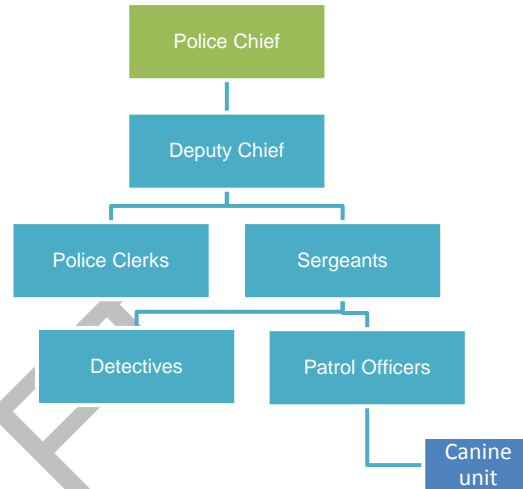 Police Chief
Deputy Chief
Police Clerks
Sergeants
Detectives
Patrol Officers
Canine
unit